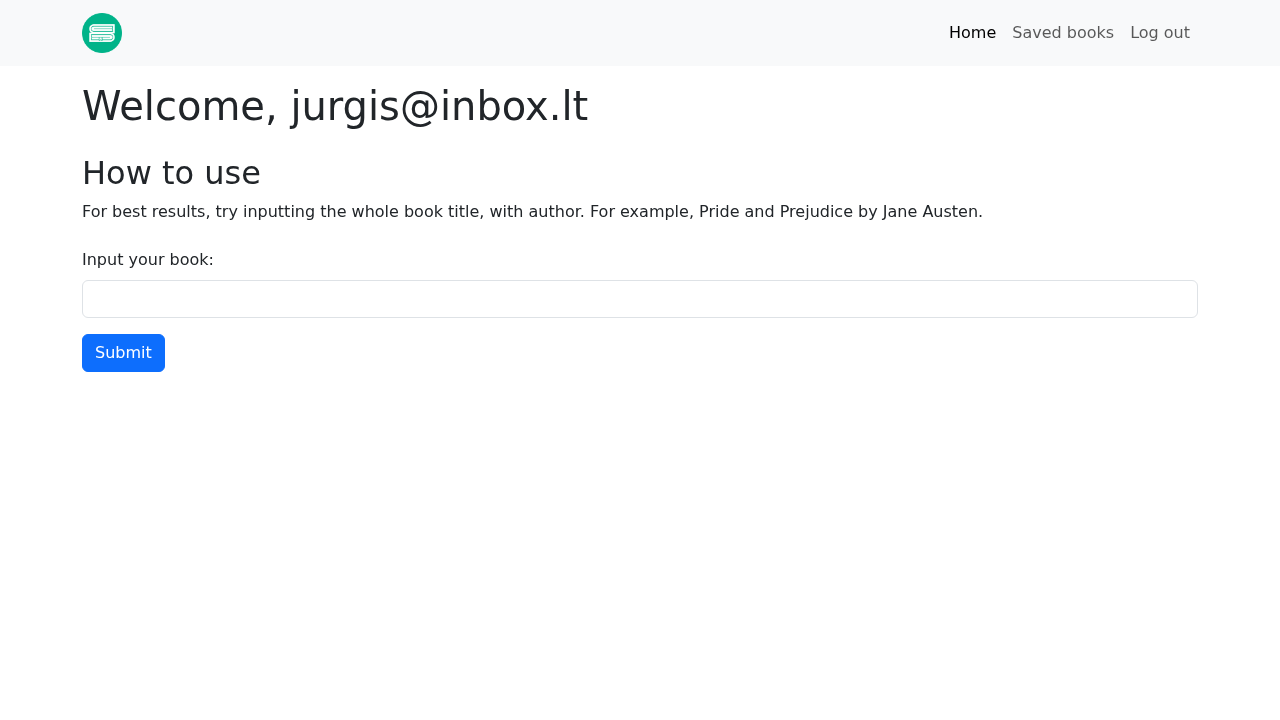 Home Saved books Log out
Welcome, jurgis@inbox.lt
How to use
For best results, try inputting the whole book title, with author. For example, Pride and Prejudice by Jane Austen.
Input your book:
Submit